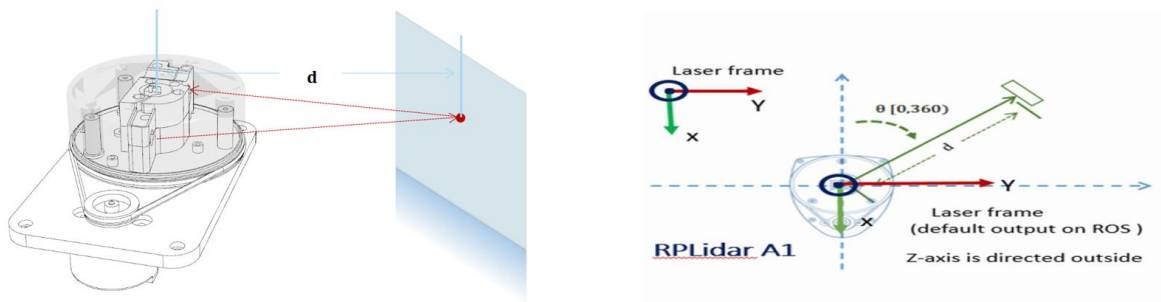 d
Laser frame
Y
x
θ [0,360)
d
Y
x
Laser frame
(default output on ROS )
RPLidar A1
Z-axis is directed outside